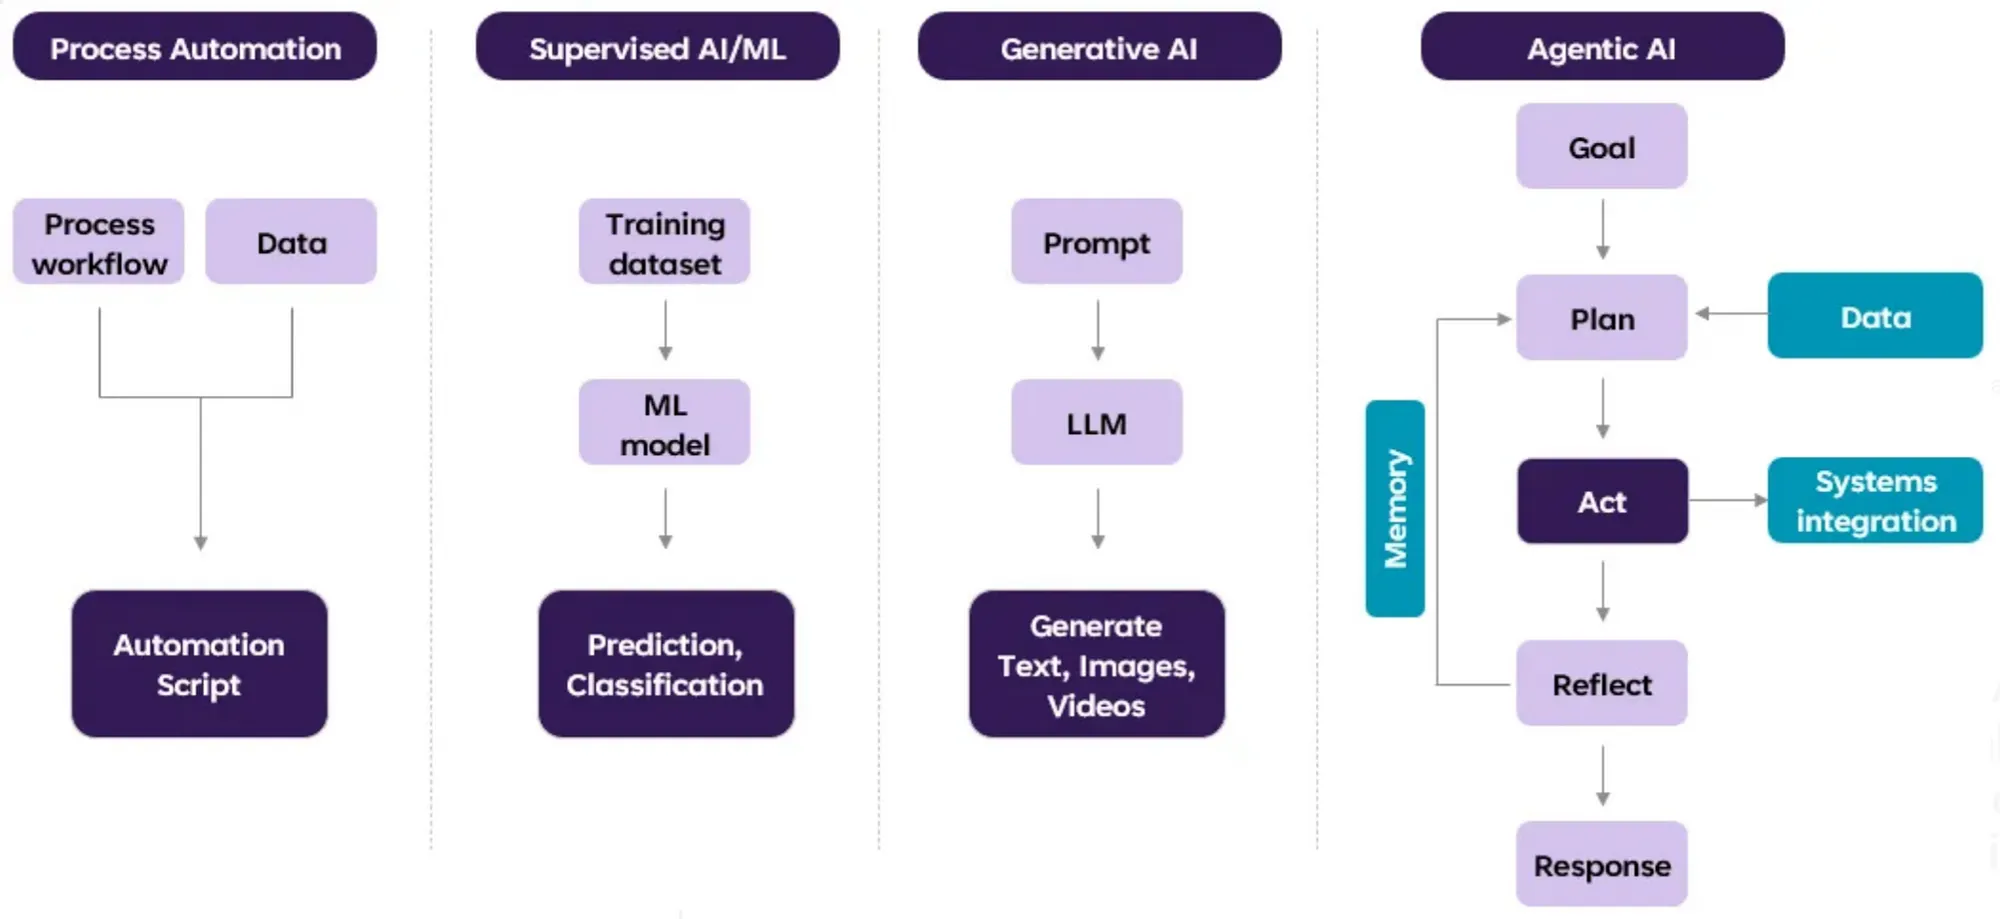 Process Automation
Process
workflow
Data
Automation
Script
Supervised AI/ML
Training
dataset
ML
model
Prediction,
Classification
Generative AI
Prompt
LLM
Generate
Text, Images,
Videos
Agentic AI
Goal
Plan
Data
Memory
Act
Systems
integration
Reflect
Response